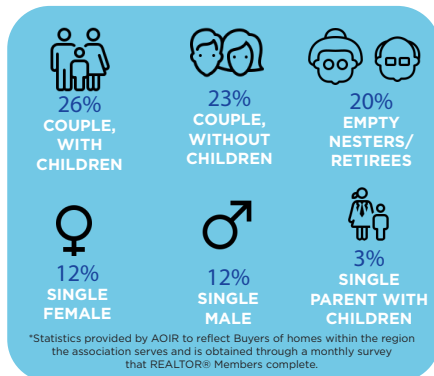 26%
COUPLE,
WITH
CHILDREN
23%
COUPLE,
WITHOUT
CHILDREN
20%
EMPTY
NESTERS/
RETIREES
12%
SINGLE
FEMALE
12%
SINGLE
MALE
3%
SINGLE
PARENT WITH
CHILDREN
*Statistics provided by AOIR to reflect Buyers of homes within the region
the association serves and is obtained through a monthly survey
that REALTOR® Members complete.